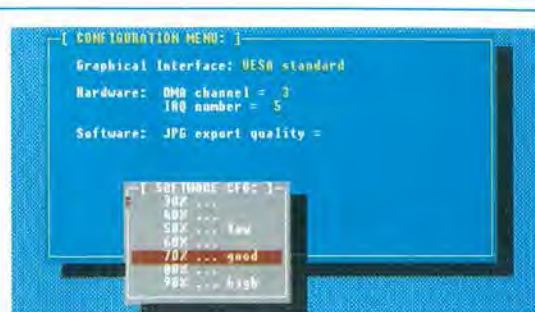 [ CONFIGURATION MENU: ]
Graphical Interface: VESA standard
Hardware: DMA channel = 3
IRQ number = 5
Software: JPG export quality =
[ SOFTWARE CFG: ]
30% ...
40% ...
50% ... low
60% ...
70% ... good
80% ...
90% ... high